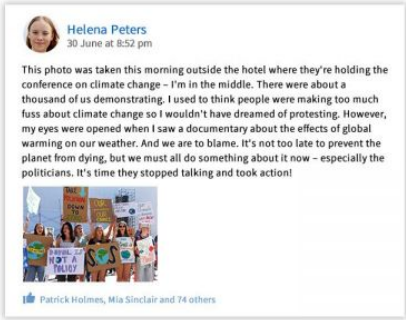 Helena Peters
30 June at 8:52 pm
This photo was taken this morning outside the hotel where they're holding the
conference on climate change – I'm in the middle. There were about a
thousand of us demonstrating. I used to think people were making too much
fuss about climate change so I wouldn't have dreamed of protesting. However,
my eyes were opened when I saw a documentary about the effects of global
warming on our weather. And we are to blame. It's not too late to prevent the
planet from dying, but we must all do something about it now – especially the
politicians. It's time they stopped talking and took action!
DENIAL IS
NOT A
POLICY
SOS
Patrick Holmes, Mia Sinclair and 74 others